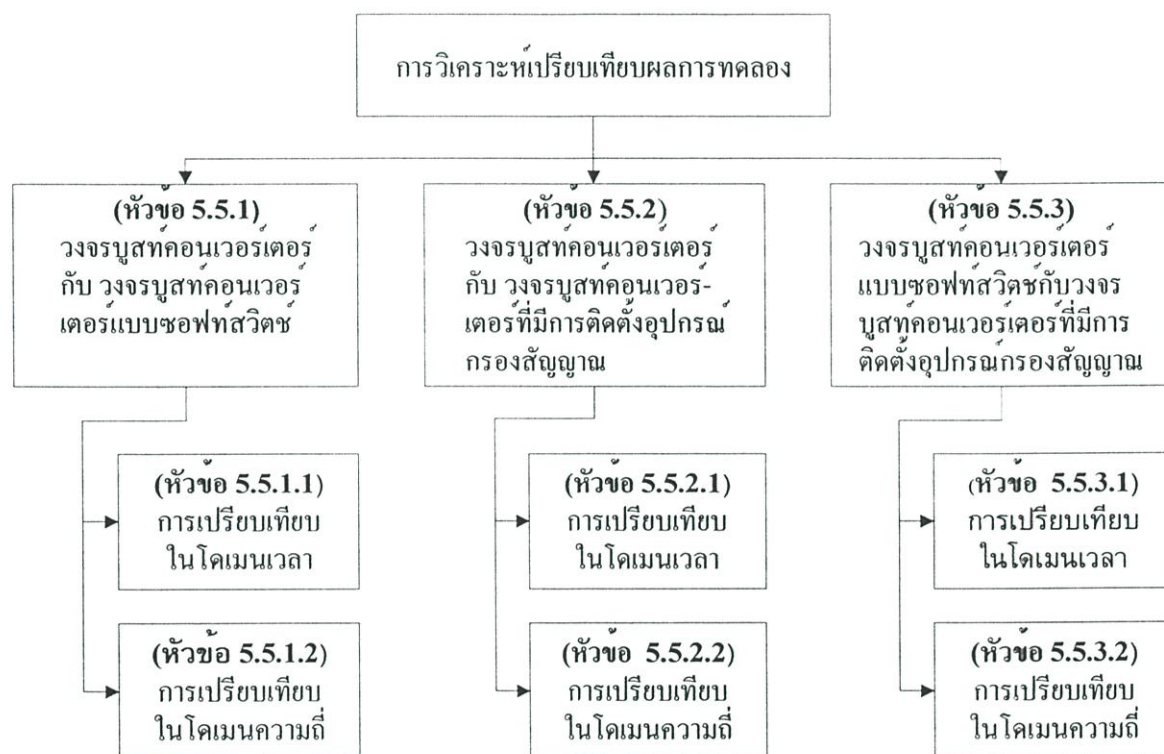 การวิเคราะห์เปรียบเทียบผลการทดลอง
(หัวข้อ 5.5.1)
วงจรบูสท์คอนเวอร์เตอร์
กับ วงจรบูสท์คอนเวอร์
เตอร์แบบซอฟท์สวิตช์
(หัวข้อ 5.5.2)
วงจรบูสท์คอนเวอร์เตอร์
กับ วงจรบูสท์คอนเวอร์-
เตอร์ที่มีการติดตั้งอุปกรณ์
กรองสัญญาณ
(หัวข้อ 5.5.3)
วงจรบูสท์คอนเวอร์เตอร์
แบบซอฟท์สวิตช์กับวงจร
บูสท์คอนเวอร์เตอร์ที่มีการ
ติดตั้งอุปกรณ์กรองสัญญาณ
(หัวข้อ 5.5.1.1)
การเปรียบเทียบ
ในโดเมนเวลา
(หัวข้อ 5.5.2.1)
การเปรียบเทียบ
ในโดเมนเวลา
(หัวข้อ 5.5.3.1)
การเปรียบเทียบ
ในโดเมนเวลา
(หัวข้อ 5.5.1.2)
การเปรียบเทียบ
ในโดเมนความถี่
(หัวข้อ 5.5.2.2)
การเปรียบเทียบ
ในโดเมนความถี่
(หัวข้อ 5.5.3.2)
การเปรียบเทียบ
ในโดเมนความถี่